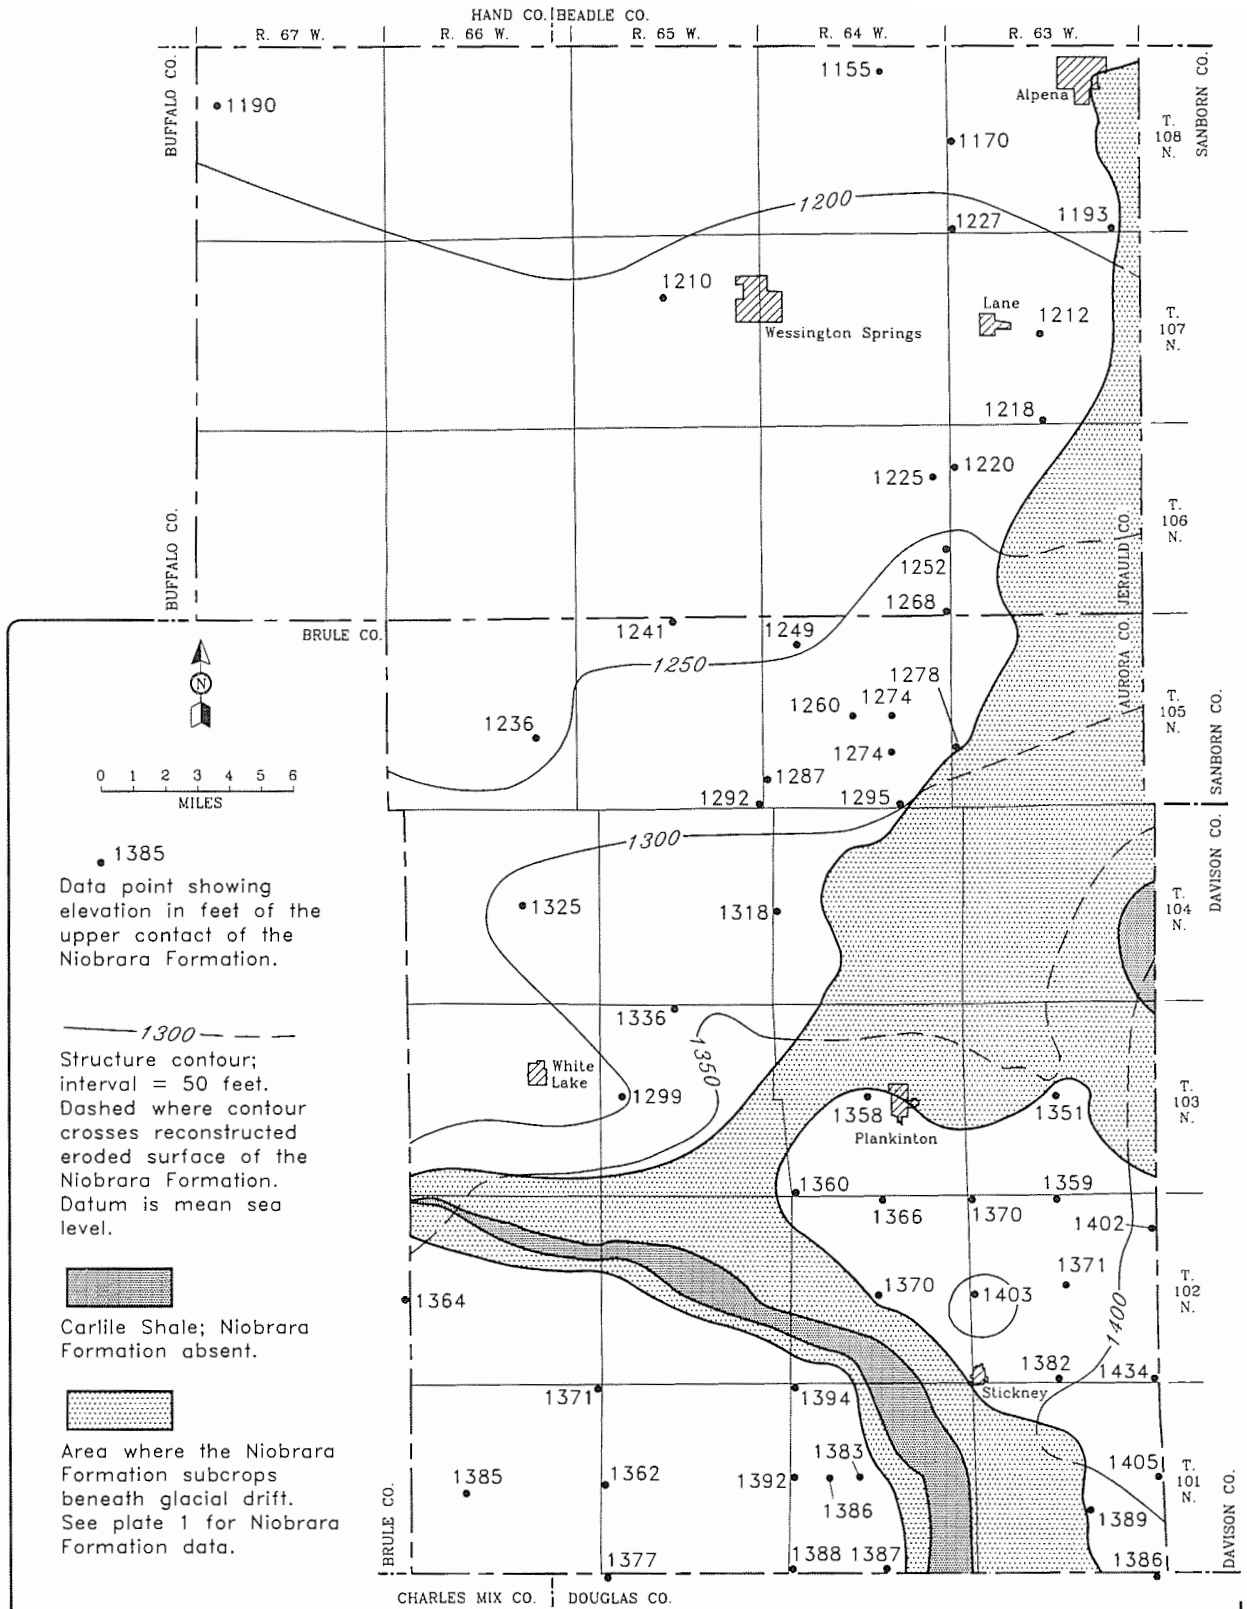 HAND CO. BEADLE CO.
R. 67 W.
R. 66 W.
R. 65 W.
R. 64 W.
R. 63 W.
BUFFALO CO.
SANBORN CO.
1155
Alpena
1190
T.
108
N.
1170
1200
1193
1227
1210
Lane
1212
T.
107
N.
Wessington Springs
1218
1220
1225
T.
106
N.
BUFFALO CO.
AURORA CO. JERAULD CO.
1252
1268
BRULE CO.
1241
1249
1250
1278
N
1260
1274
T.
105
N.
SANBORN CO.
1236
1274
0 1 2 3 4 5 6
MILES
1287
1292
1295
1300
DAVISON CO.
1385
Data point showing
elevation in feet of the
upper contact of the
Niobrara Formation.
1325
1318
T.
104
N.
1300
Structure contour;
interval = 50 feet.
Dashed where contour
crosses reconstructed
eroded surface of the
Niobrara Formation.
Datum is mean sea
level.
1336
1350
White
Lake
1299
1358
1351
T.
103
N.
Plankinton
1360
1366
1370
1359
1402
Carlile Shale; Niobrara
Formation absent.
1364
1370
1403
1371
T.
102
N.
1400
1382
1434
Stickney
1371
1394
Area where the Niobrara
Formation subcrops
beneath glacial drift.
See plate 1 for Niobrara
Formation data.
1385
1362
1392
1383
1386
1405
T.
101
N.
1389
BRULE CO.
DAVISON CO.
1377
1388
1387
1386
CHARLES MIX CO. DOUGLAS CO.